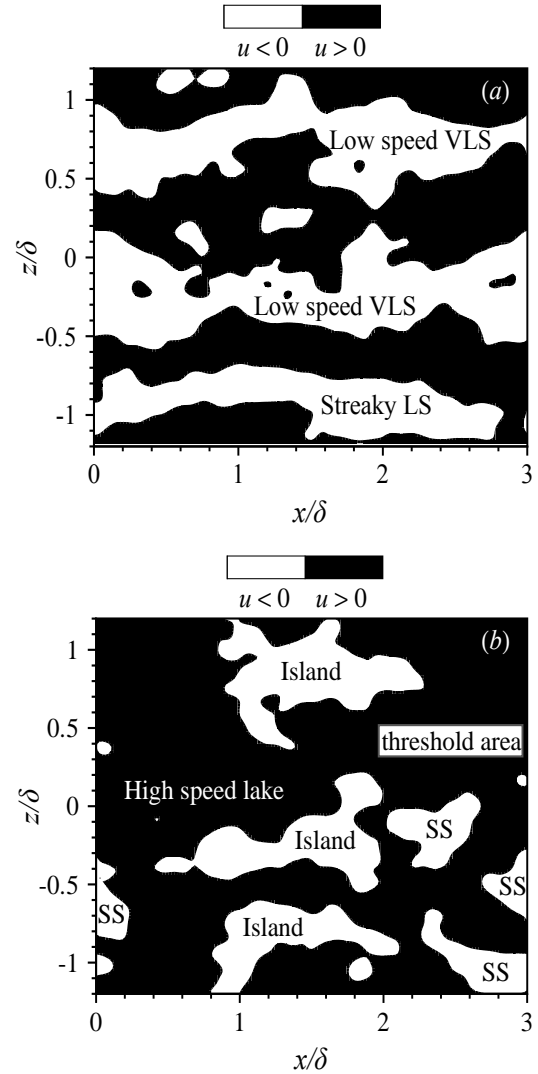 u < 0 u > 0
(a)
1
Low speed VLS
0.5
z/δ
0
Low speed VLS
-0.5
Streaky LS
-1
0 1 2 3
x/δ
u < 0 u > 0
(b)
1
Island
0.5
threshold area
High speed lake
z/δ
0
SS
Island
-0.5
SS
SS
Island
-1
SS
0 1 2 3
x/δ